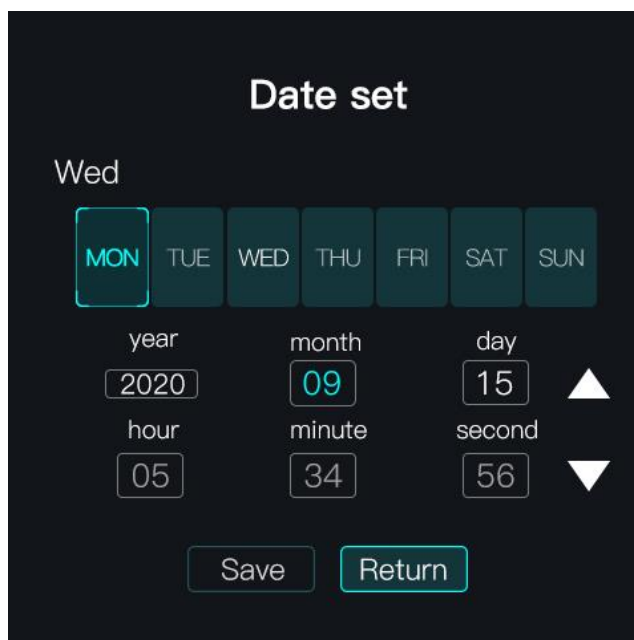 Date set
Wed
MON TUE WED THU FRI SAT SUN
year month day
2020 09 15
hour minute second
05 34 56
Save Return